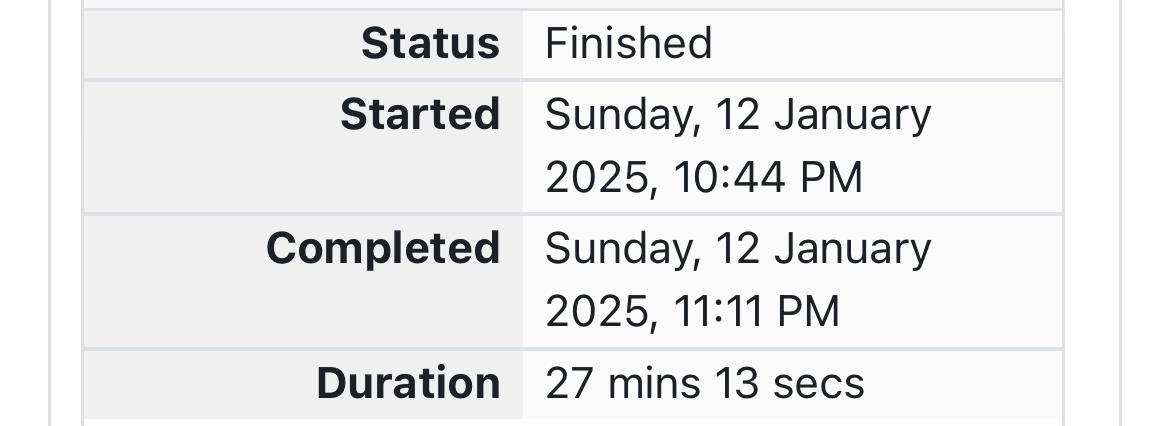 Status Finished
Started Sunday, 12 January
2025, 10:44 PM
Completed Sunday, 12 January
2025, 11:11 PM
Duration 27 mins 13 secs